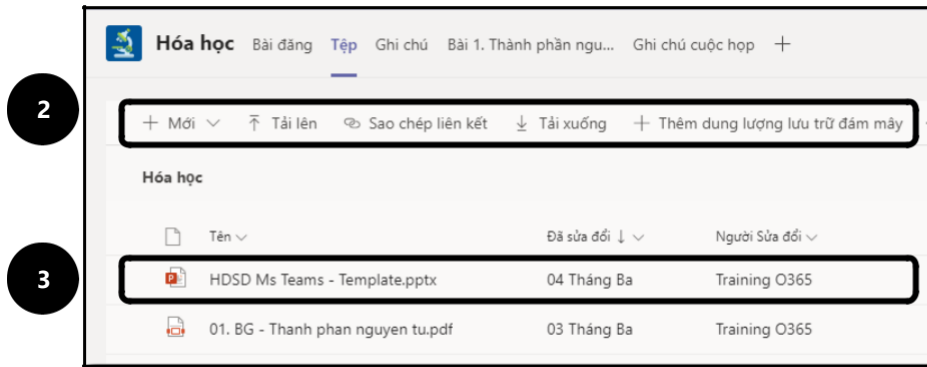 Hóa học Bài đăng Tệp Ghi chú Bài 1. Thành phần ngu... Ghi chú cuộc họp +
2
+ Mới Tải lên Sao chép liên kết Tải xuống + Thêm dung lượng lưu trữ đám mây
Hóa học
Tên Đã sửa đổi ↓ Người Sửa đổi
3
HDSD Ms Teams - Template.pptx 04 Tháng Ba Training O365
01. BG - Thanh phan nguyen tu.pdf 03 Tháng Ba Training O365